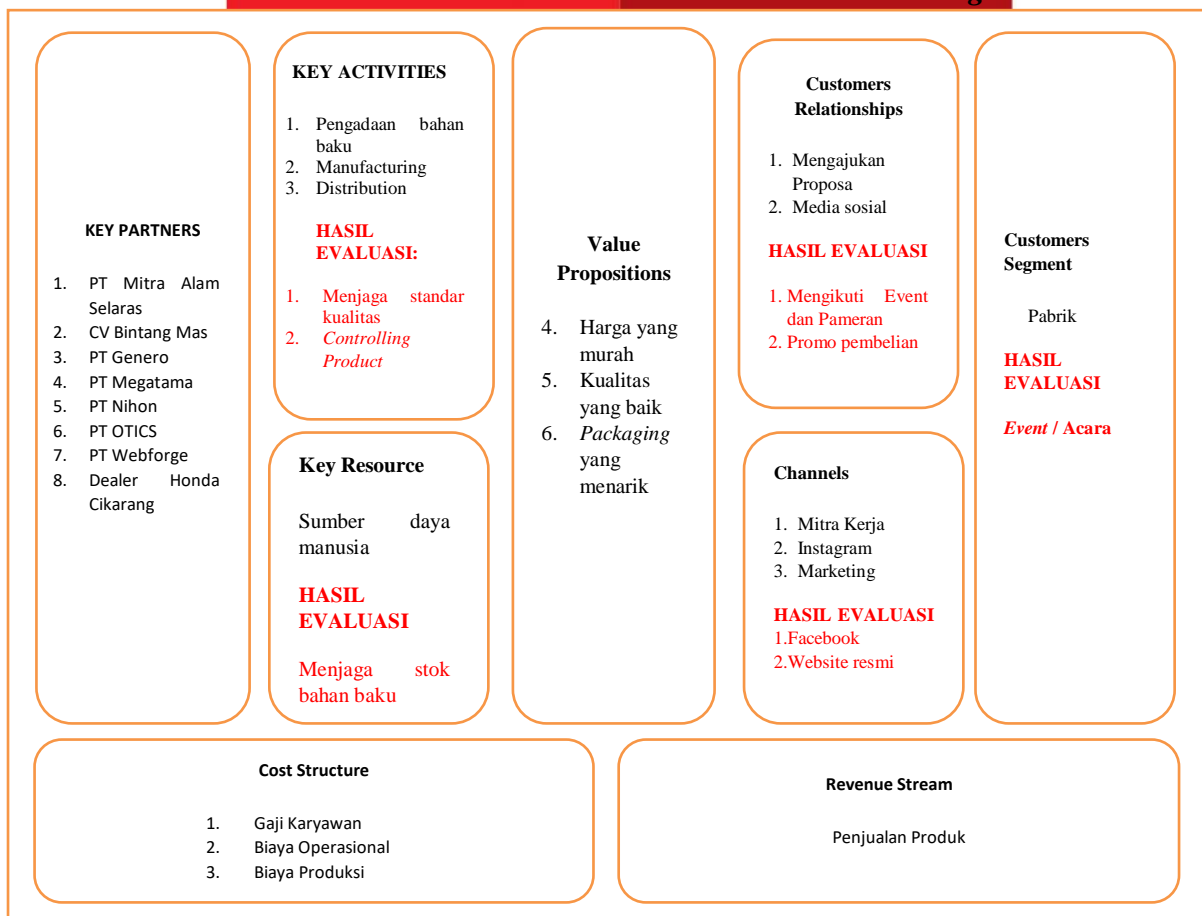 KEY PARTNERS
1. PT Mitra Alam
Selaras
2. CV Bintang Mas
3. PT Genero
4. PT Megatama
5. PT Nihon
6. PT OTICS
7. PT Webforge
8. Dealer Honda
Cikarang
KEY ACTIVITIES
1. Pengadaan bahan
baku
2. Manufacturing
3. Distribution
HASIL
EVALUASI:
1. Menjaga standar
kualitas
2. Controlling
Product
Key Resource
Sumber daya
manusia
HASIL
EVALUASI
Menjaga stok
bahan baku
Value
Propositions
4. Harga yang
murah
5. Kualitas
yang baik
6. Packaging
yang
menarik
Customers
Relationships
1. Mengajukan
Proposa
2. Media sosial
HASIL EVALUASI
1. Mengikuti Event
dan Pameran
2. Promo pembelian
Channels
1. Mitra Kerja
2. Instagram
3. Marketing
HASIL EVALUASI
1.Facebook
2.Website resmi
Customers
Segment
Pabrik
HASIL
EVALUASI
Event / Acara
Cost Structure
1. Gaji Karyawan
2. Biaya Operasional
3. Biaya Produksi
Revenue Stream
Penjualan Produk